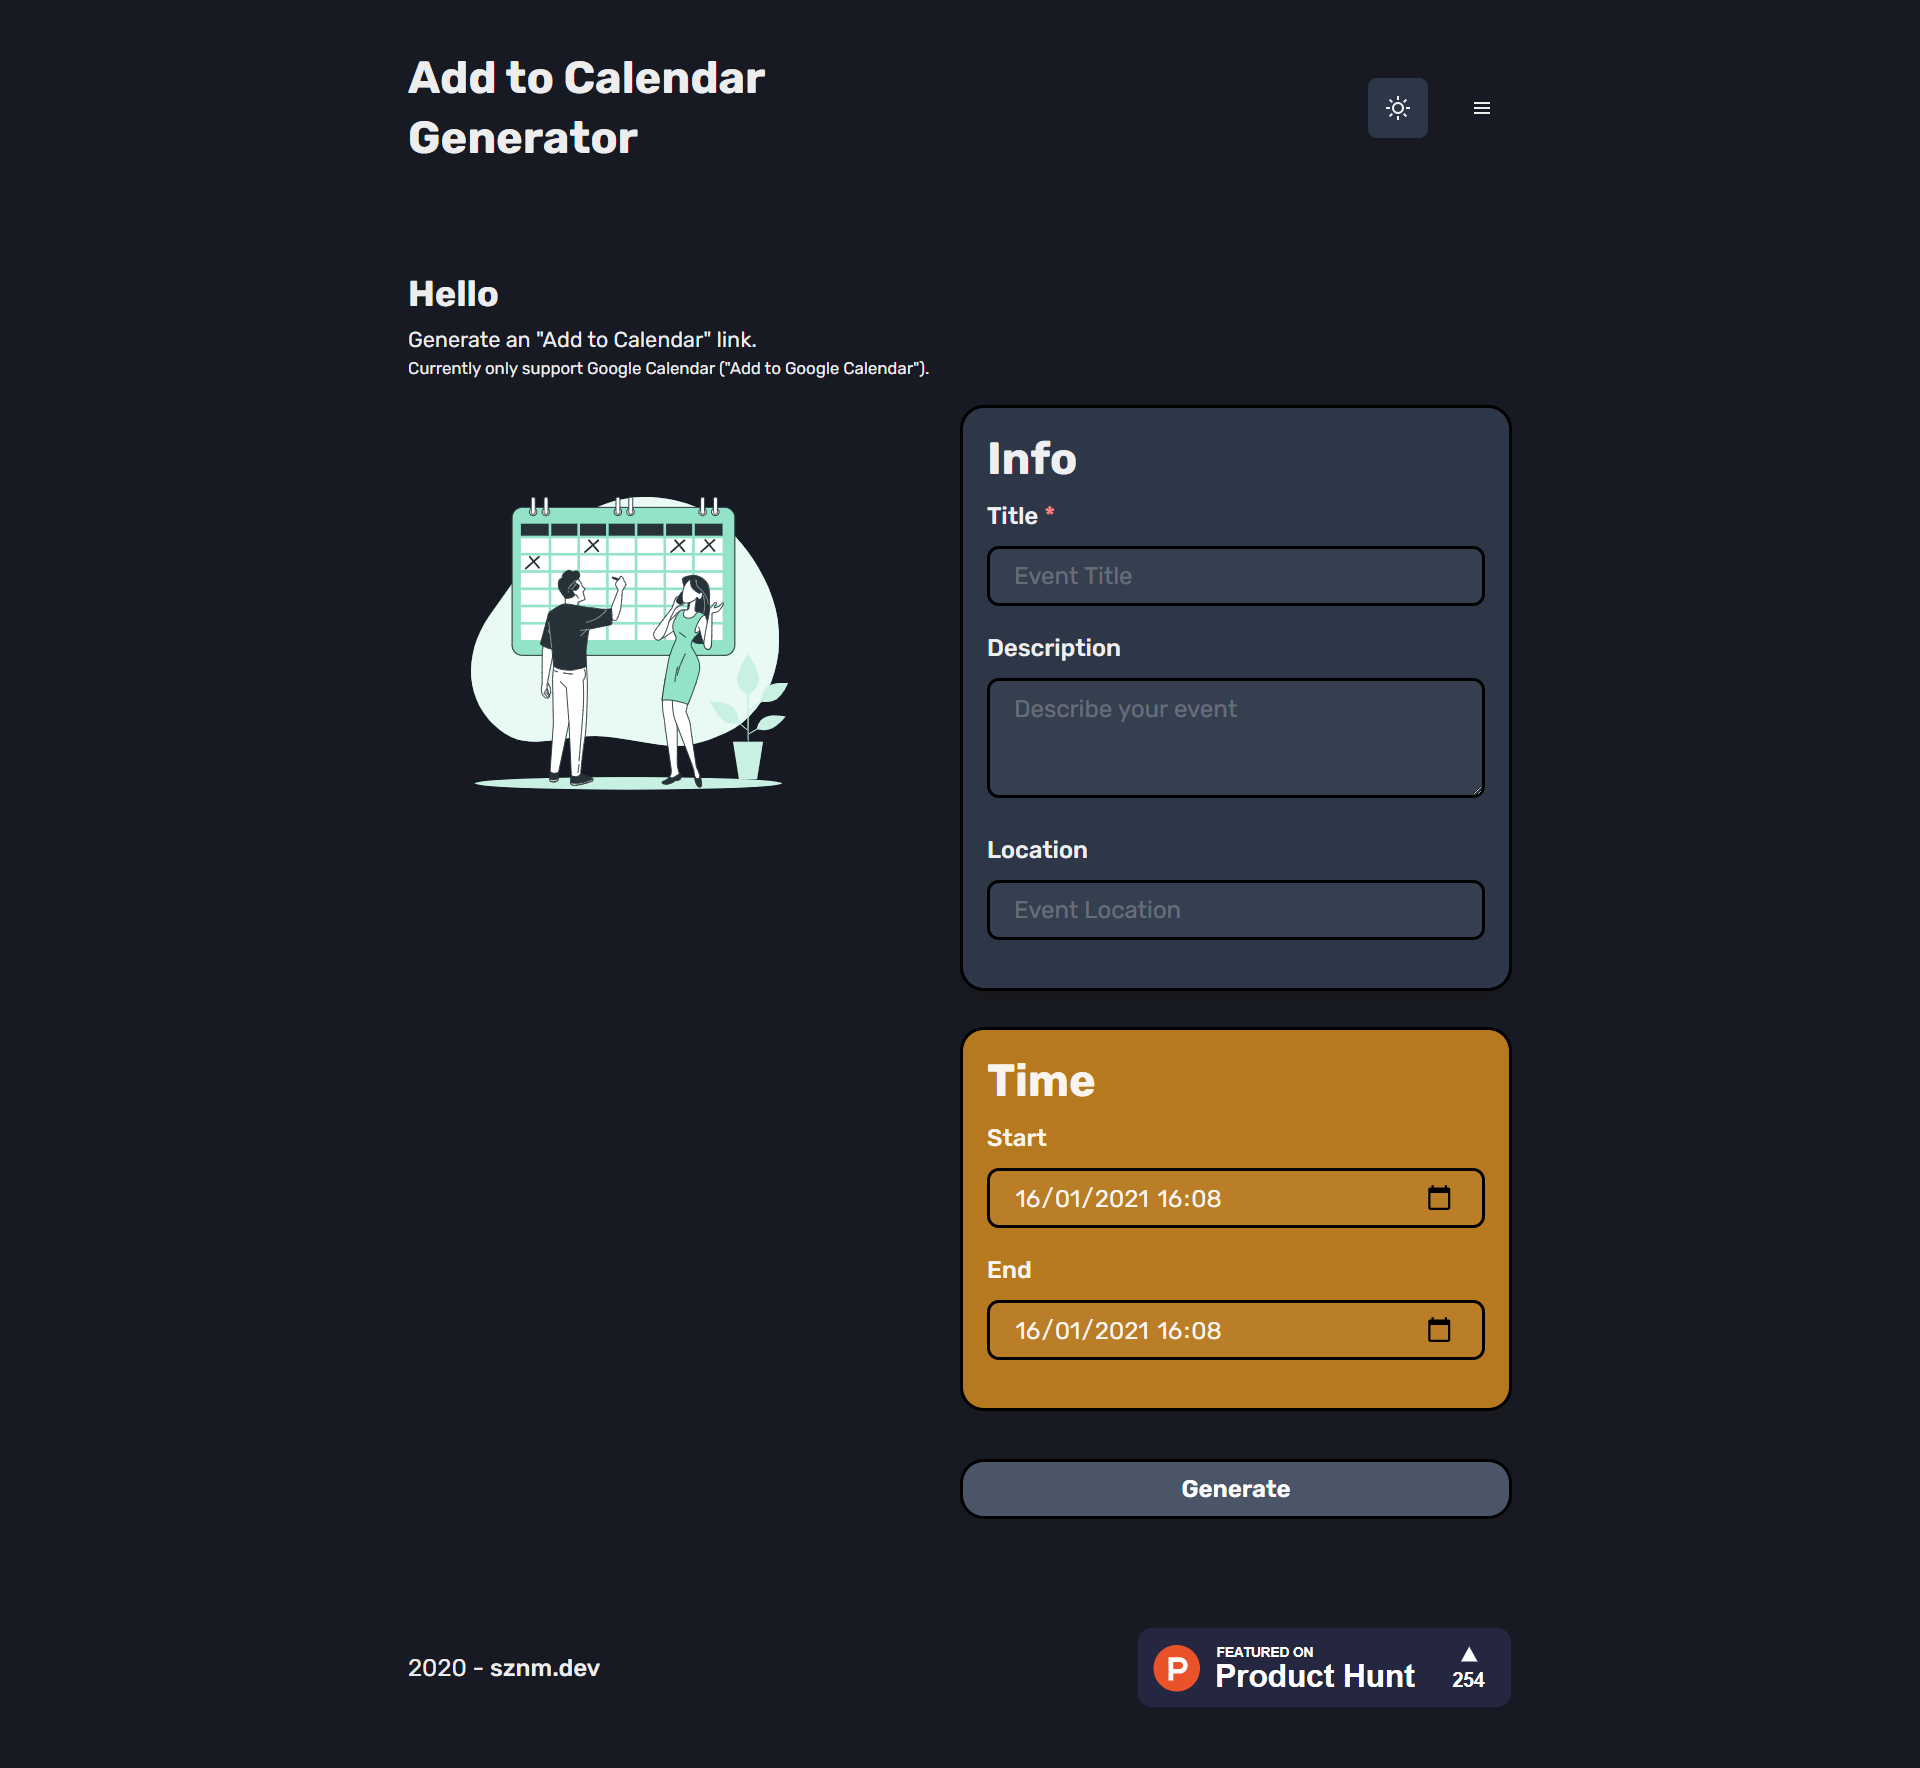 Add to Calendar
Generator
Hello
Generate an "Add to Calendar" link.
Currently only support Google Calendar ("Add to Google Calendar").
Info
Title *
Event Title
Description
Describe your event
Location
Event Location
Time
Start
16/01/2021 16:08
End
16/01/2021 16:08
Generate
2020 - sznm.dev
P
FEATURED ON
Product Hunt
▲
254